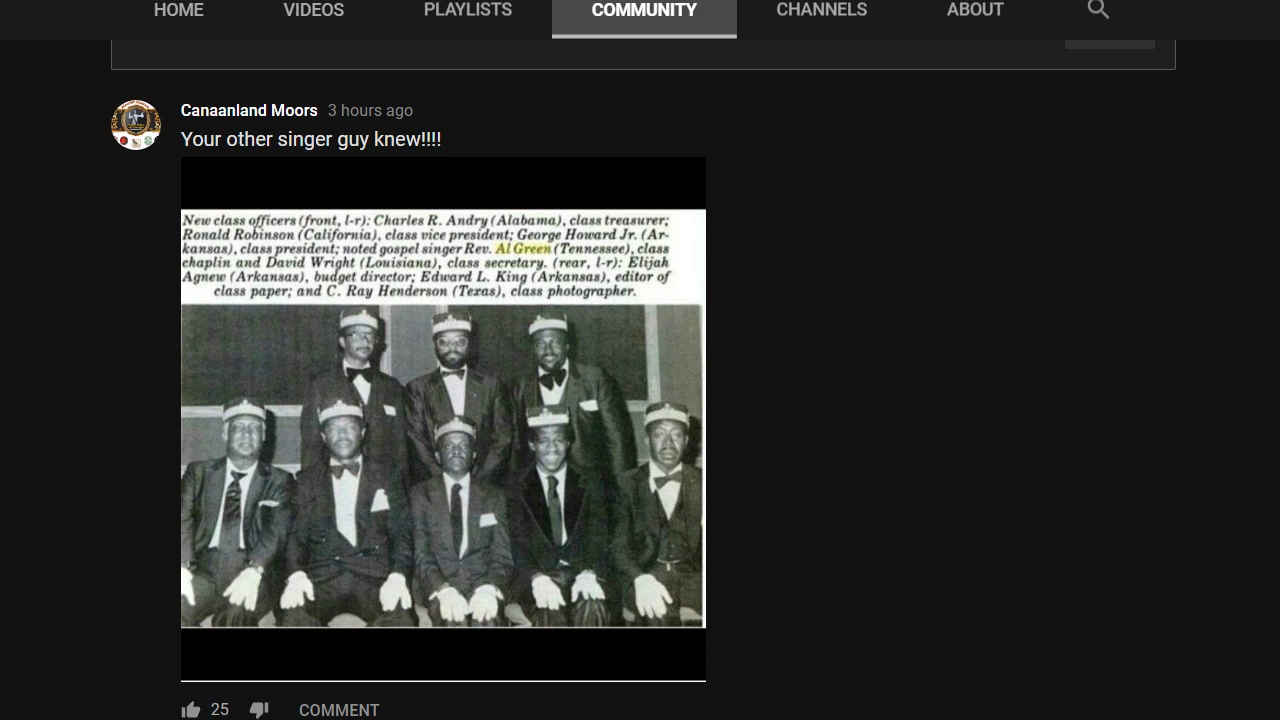 HOME VIDEOS PLAYLISTS COMMUNITY CHANNELS ABOUT
Canaanland Moors 3 hours ago
Your other singer guy knew!!!!
New class officers (front, l-r): Charles R. Andry (Alabama), class treasurer;
Ronald Robinson (California), class vice president; George Howard Jr. (Ar-
kansas), class president; noted gospel singer Rev. Al Green (Tennessee), class
chaplin and David Wright (Louisiana), class secretary. (rear, l-r): Elijah
Agnew (Arkansas), budget director; Edward L. King (Arkansas), editor of
class paper; and C. Ray Henderson (Texas), class photographer.
25 COMMENT